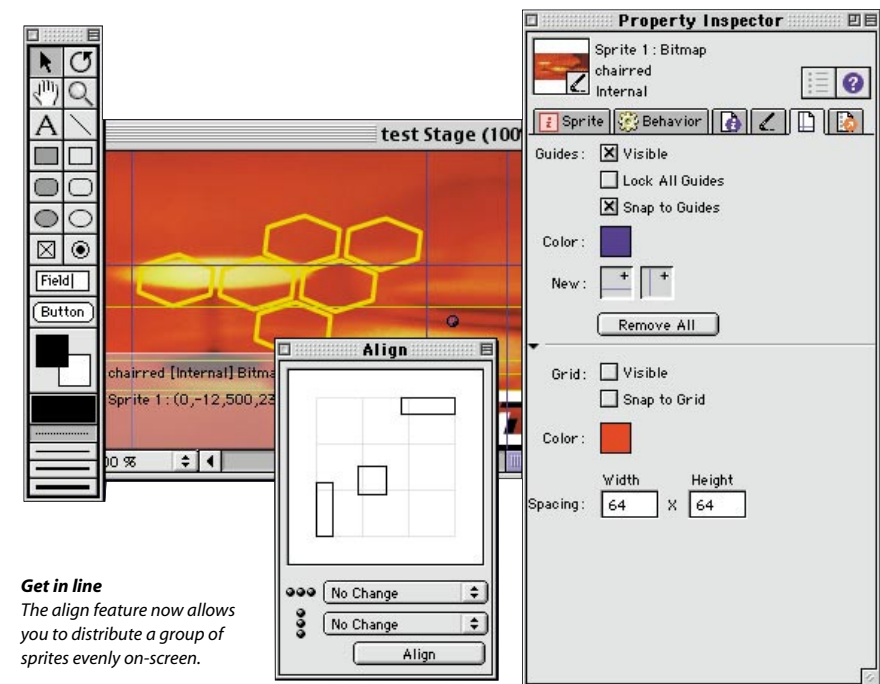 Property Inspector
Sprite 1 : Bitmap
chairred
Internal
?
i Sprite
Behavior
Guides :
Visible
Lock All Guides
Snap to Guides
Color :
New :
Remove All
Grid :
Visible
Snap to Grid
Color :
Width Height
Spacing : 64 X 64
A
Field
Button
test Stage (100
chairred [Internal] Bitma
Sprite 1 : (0,-12,500,23
00 %
Align
No Change
No Change
Align
Get in line
The align feature now allows
you to distribute a group of
sprites evenly on-screen.